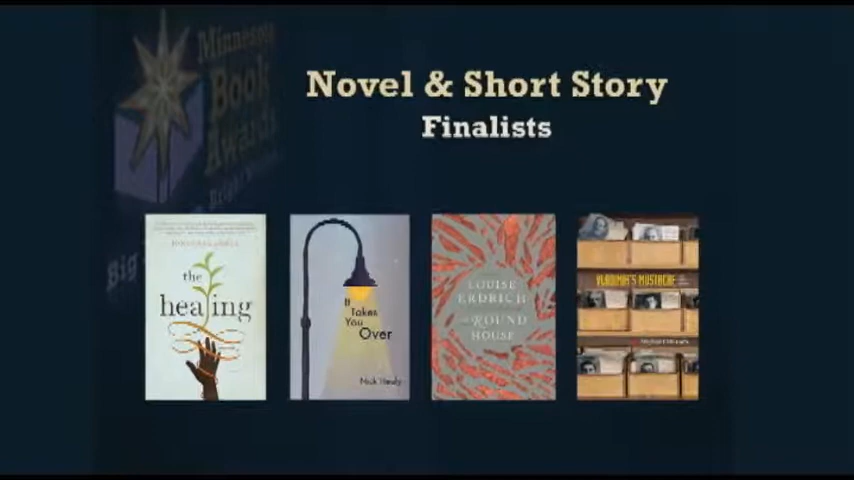 Minnesota
Book
Awards
Novel & Short Story
Finalists
the
healing
It
Takes
You
Over
Nick Healy
LOUISE
ERDRICH
ROUND
HOUSE
VLADIMIR'S MUSTACHE
Big